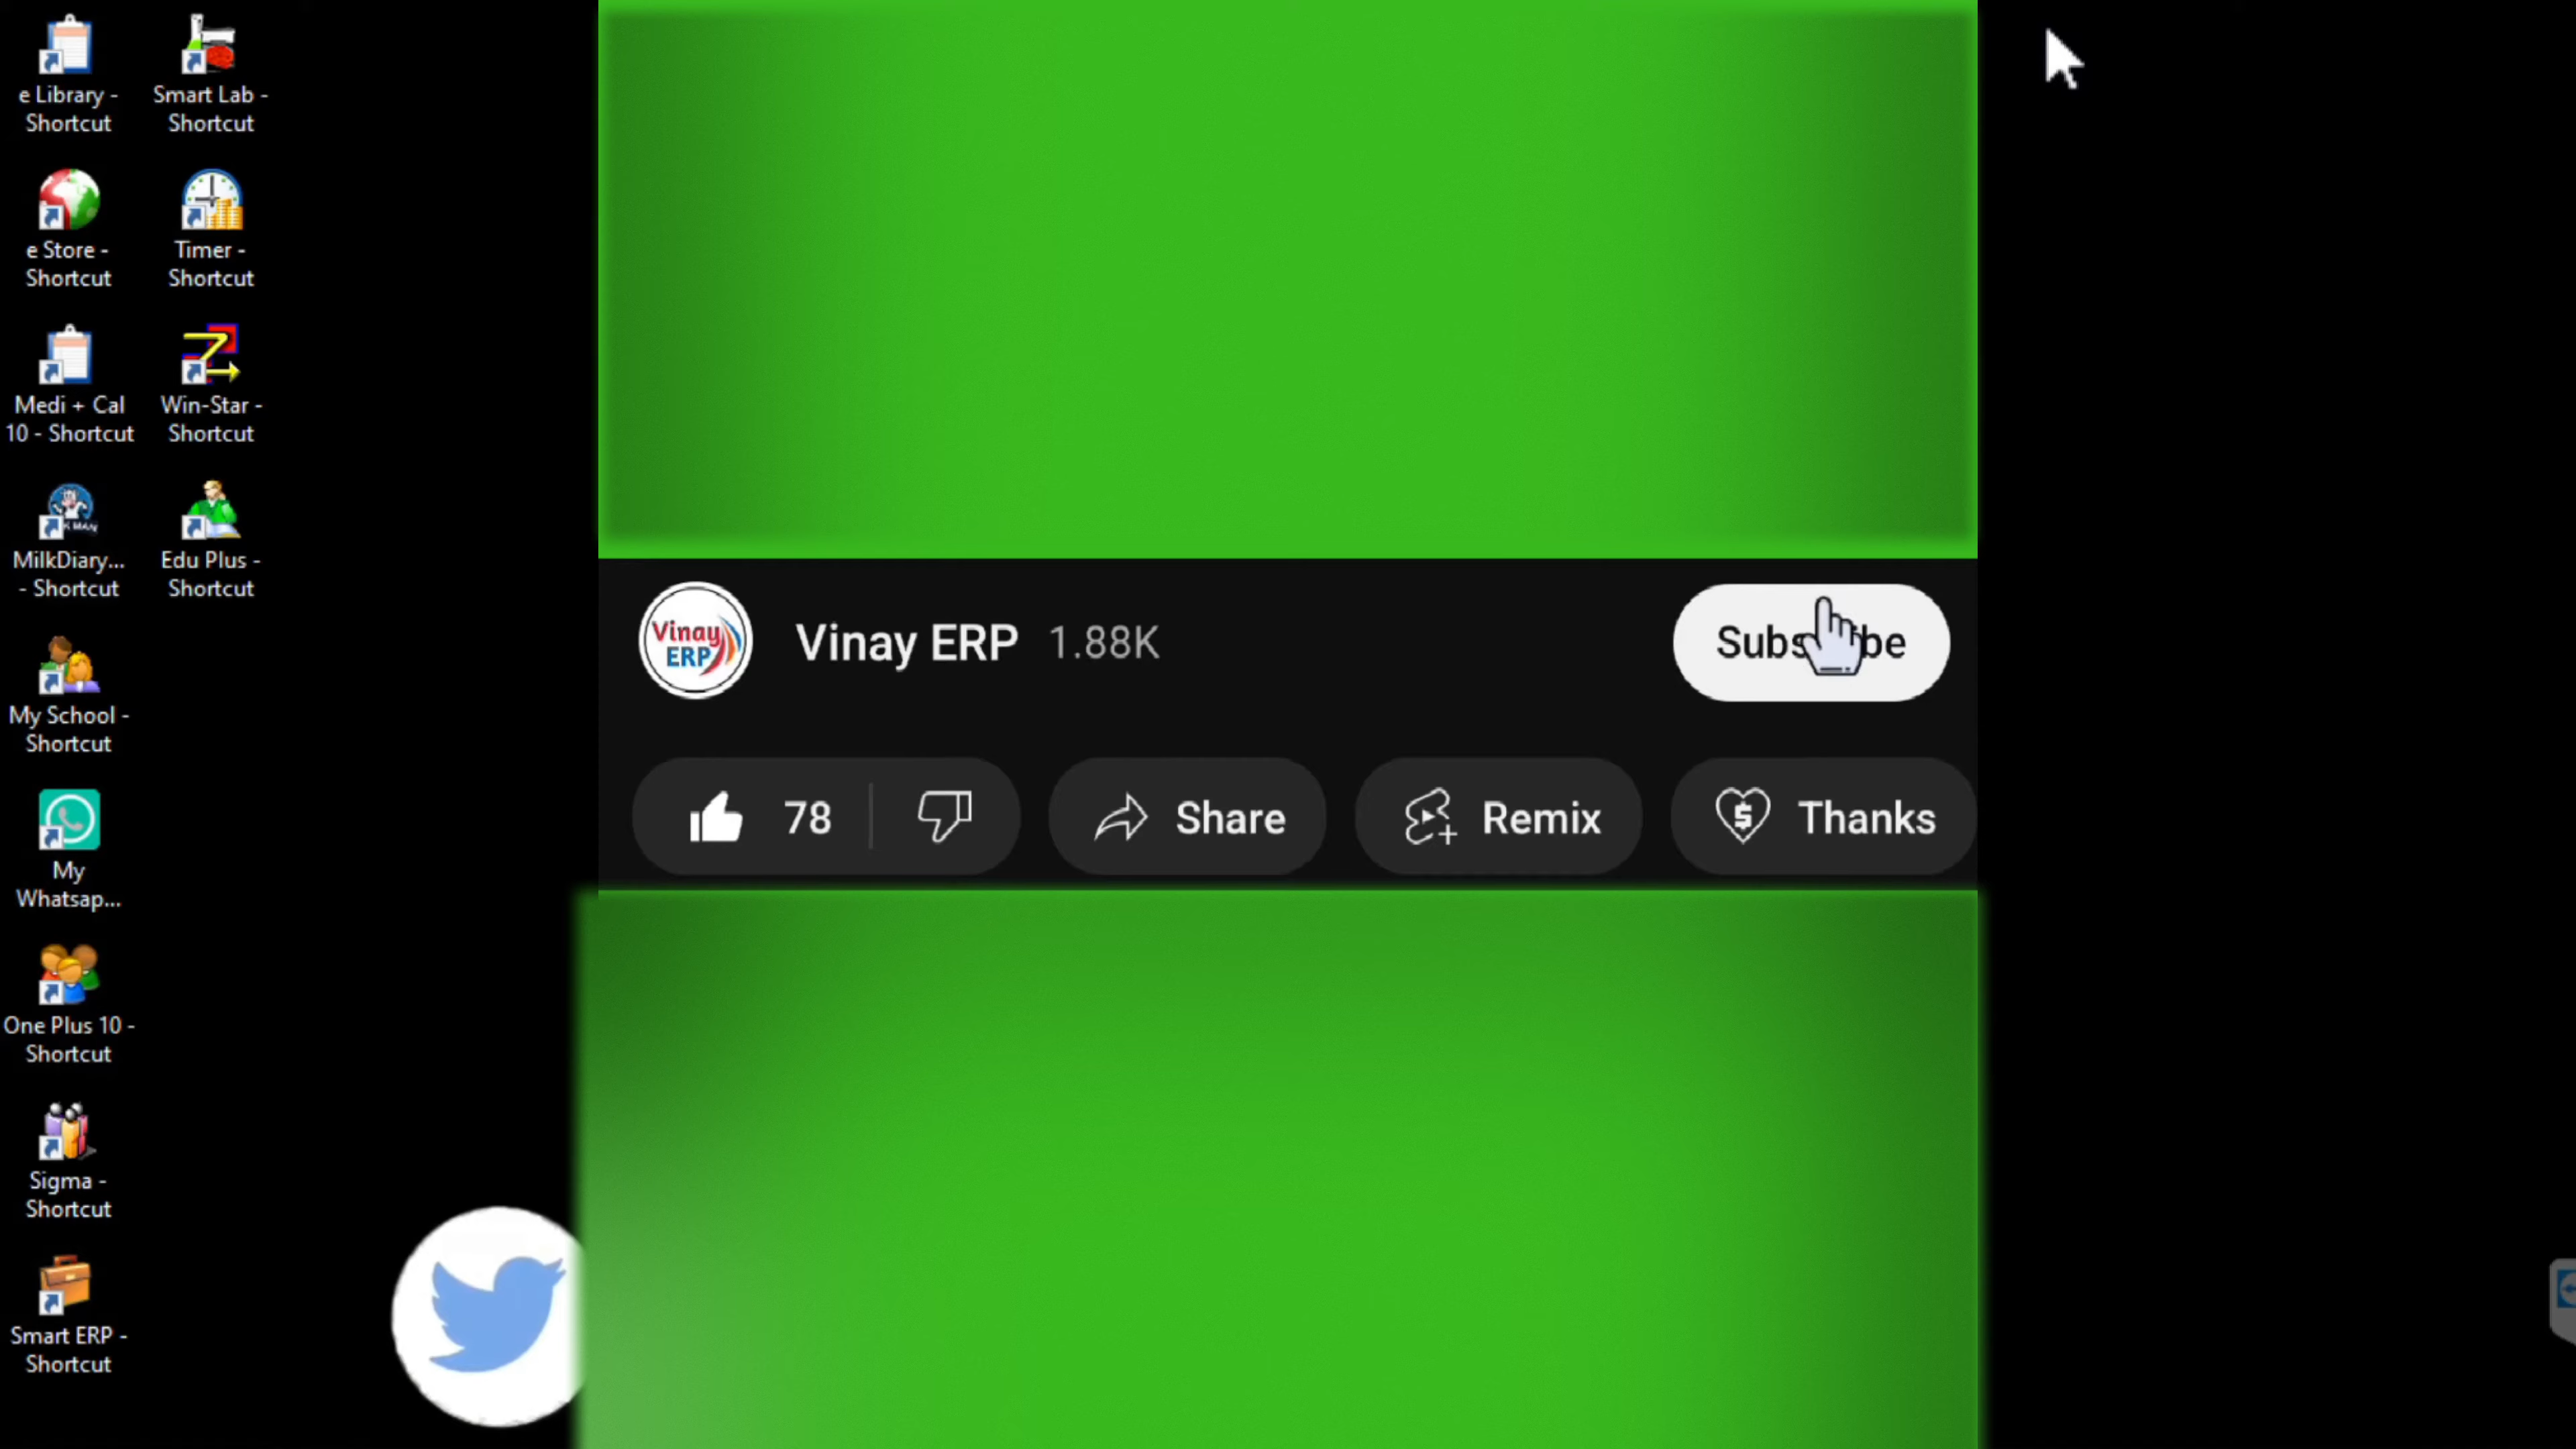 e Library -
Shortcut
Smart Lab -
Shortcut
e Store -
Shortcut
Timer -
Shortcut
Medi + Cal
10 - Shortcut
Win-Star -
Shortcut
MilkDiary...
- Shortcut
Edu Plus -
Shortcut
My School -
Shortcut
My
Whatsap...
One Plus 10 -
Shortcut
Sigma -
Shortcut
Smart ERP -
Shortcut
Vinay
ERP
Vinay ERP 1.88K
Subscribe
78
Share
Remix
Thanks